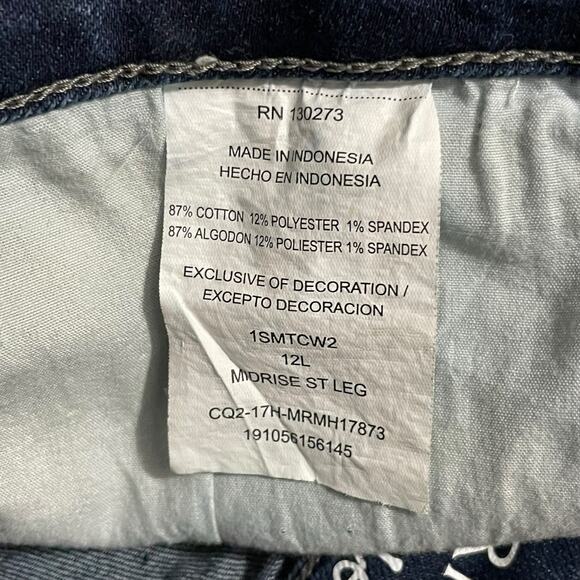 RN 130273
MADE IN INDONESIA
HECHO EN INDONESIA
87% COTTON 12% POLYESTER 1% SPANDEX
87% ALGODON 12% POLIESTER 1% SPANDEX
EXCLUSIVE OF DECORATION /
EXCEPTO DECORACION
1SMTCW2
12L
MIDRISE ST LEG
CQ2-17H-MRMH17873
191056156145